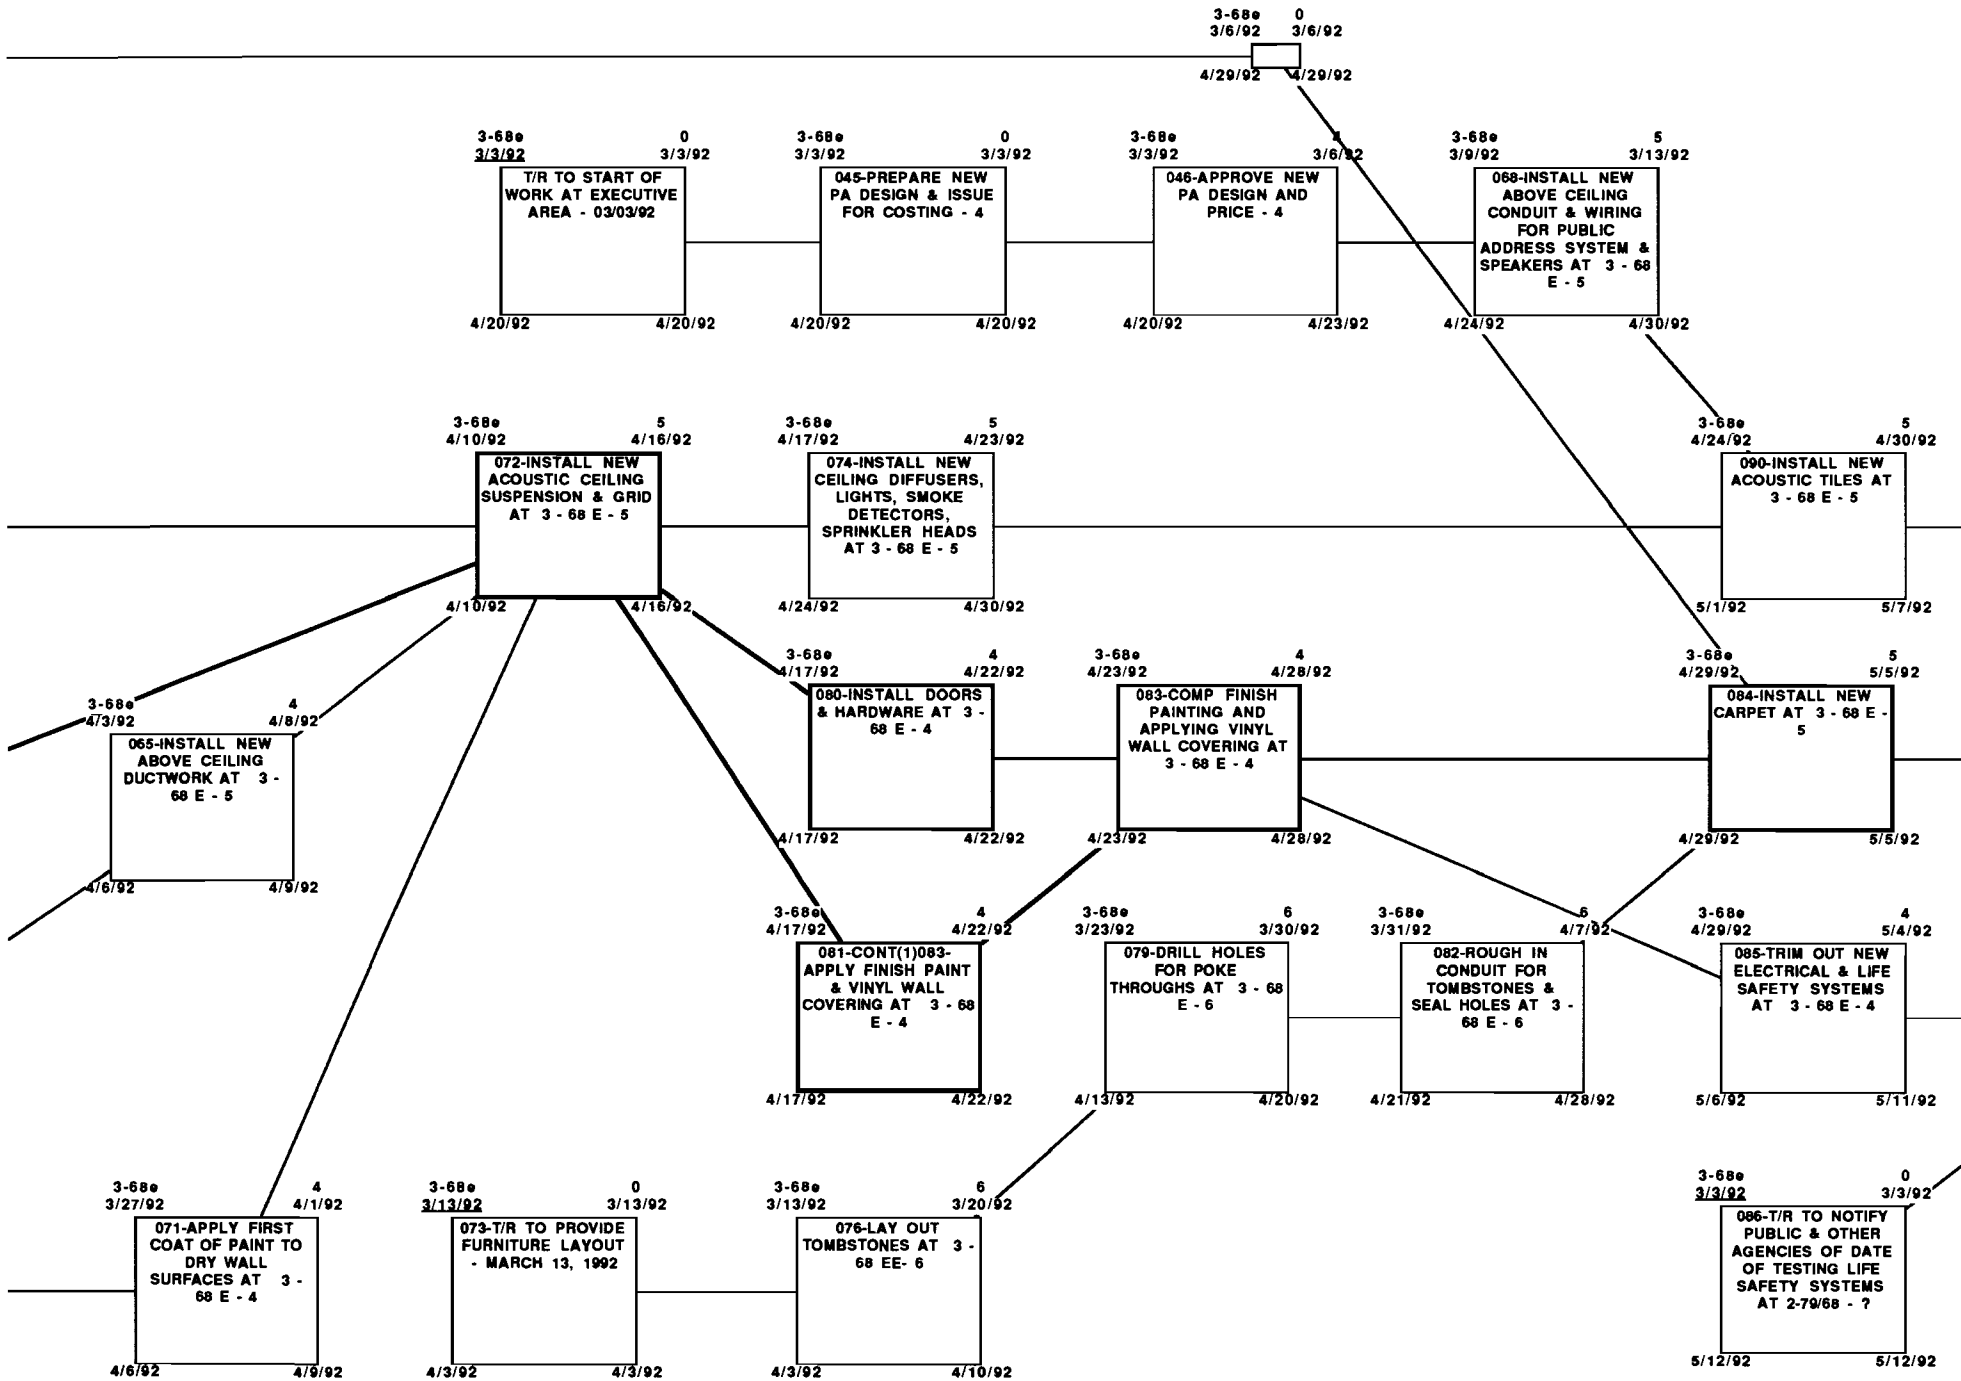 3-68e 0
3/6/92 3/6/92
4/29/92 4/29/92
3-68e 0
3/3/92 3/3/92
T/R TO START OF
WORK AT EXECUTIVE
AREA - 03/03/92
4/20/92 4/20/92
3-68e 0
3/3/92 3/3/92
045-PREPARE NEW
PA DESIGN & ISSUE
FOR COSTING - 4
4/20/92 4/20/92
3-68e 4
3/3/92 3/6/92
046-APPROVE NEW
PA DESIGN AND
PRICE - 4
4/20/92 4/23/92
3-68e 5
3/9/92 3/13/92
068-INSTALL NEW
ABOVE CEILING
CONDUIT & WIRING
FOR PUBLIC
ADDRESS SYSTEM &
SPEAKERS AT 3 - 68
E - 5
4/24/92 4/30/92
3-68e 5
4/10/92 4/16/92
072-INSTALL NEW
ACOUSTIC CEILING
SUSPENSION & GRID
AT 3 - 68 E - 5
4/10/92 4/16/92
3-68e 5
4/17/92 4/23/92
074-INSTALL NEW
CEILING DIFFUSERS,
LIGHTS, SMOKE
DETECTORS,
SPRINKLER HEADS
AT 3 - 68 E - 5
4/24/92 4/30/92
3-68e 5
4/24/92 4/30/92
090-INSTALL NEW
ACOUSTIC TILES AT
3 - 68 E - 5
5/1/92 5/7/92
3-68e 4
4/3/92 4/8/92
065-INSTALL NEW
ABOVE CEILING
DUCTWORK AT 3 -
68 E - 5
4/6/92 4/9/92
3-68e 4
4/17/92 4/22/92
080-INSTALL DOORS
& HARDWARE AT 3 -
68 E - 4
4/17/92 4/22/92
3-68e 4
4/23/92 4/28/92
083-COMP FINISH
PAINTING AND
APPLYING VINYL
WALL COVERING AT
3 - 68 E - 4
4/23/92 4/28/92
3-68e 5
4/29/92 5/5/92
084-INSTALL NEW
CARPET AT 3 - 68 E -
5
4/29/92 5/5/92
3-68e 4
4/17/92 4/22/92
081-CONT(1)083-
APPLY FINISH PAINT
& VINYL WALL
COVERING AT 3 - 68
E - 4
4/17/92 4/22/92
3-68e 6
3/23/92 3/30/92
079-DRILL HOLES
FOR POKE
THROUGHS AT 3 - 68
E - 6
4/13/92 4/20/92
3-68e 6
3/31/92 4/7/92
082-ROUGH IN
CONDUIT FOR
TOMBSTONES &
SEAL HOLES AT 3 -
68 E - 6
4/21/92 4/28/92
3-68e 4
4/29/92 5/4/92
085-TRIM OUT NEW
ELECTRICAL & LIFE
SAFETY SYSTEMS
AT 3 - 68 E - 4
5/6/92 5/11/92
3-68e 4
3/27/92 4/1/92
071-APPLY FIRST
COAT OF PAINT TO
DRY WALL
SURFACES AT 3 -
68 E - 4
4/6/92 4/9/92
3-68e 0
3/13/92 3/13/92
073-T/R TO PROVIDE
FURNITURE LAYOUT
- MARCH 13, 1992
4/3/92 4/3/92
3-68e 6
3/13/92 3/20/92
076-LAY OUT
TOMBSTONES AT 3 -
68 EE- 6
4/3/92 4/10/92
3-68e 0
3/3/92 3/3/92
086-T/R TO NOTIFY
PUBLIC & OTHER
AGENCIES OF DATE
OF TESTING LIFE
SAFETY SYSTEMS
AT 2-79/68 - ?
5/12/92 5/12/92